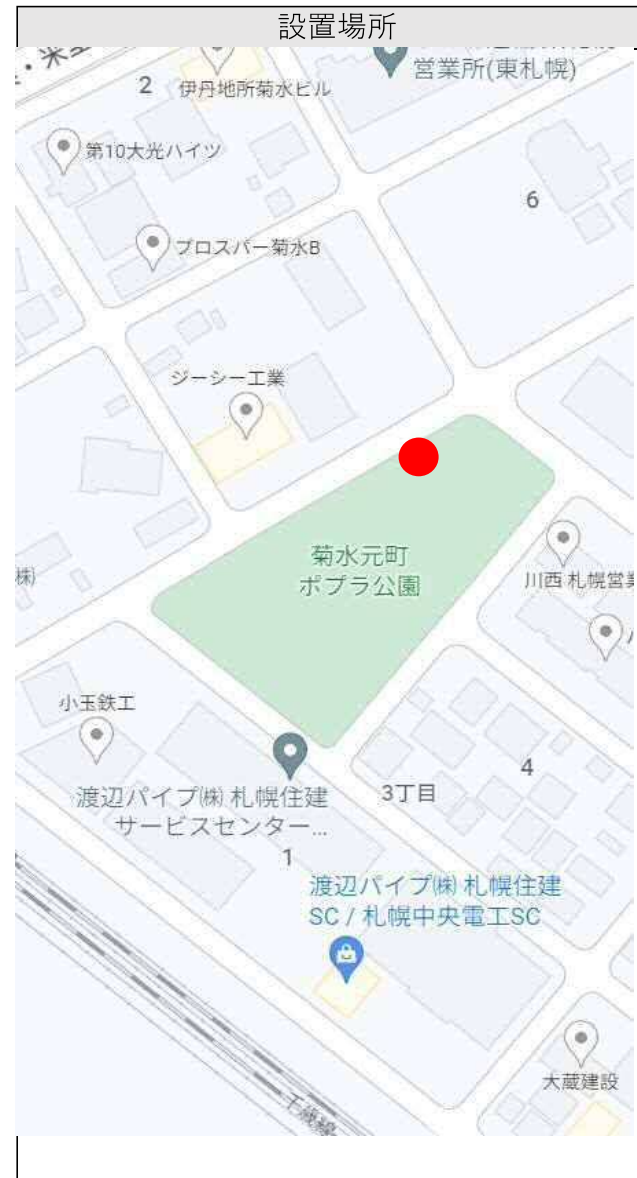 設置場所
営業所(東札幌)
2
伊丹地所菊水ビル
第10大光ハイツ
6
プロスパー菊水B
ジーシー工業
菊水元町
ポプラ公園
川西 札幌営業
株)
小玉鉄工
4
渡辺パイプ㈱ 札幌住建
サービスセンター...
3丁目
1
渡辺パイプ㈱ 札幌住建
SC / 札幌中央電工SC
大蔵建設
千歳線